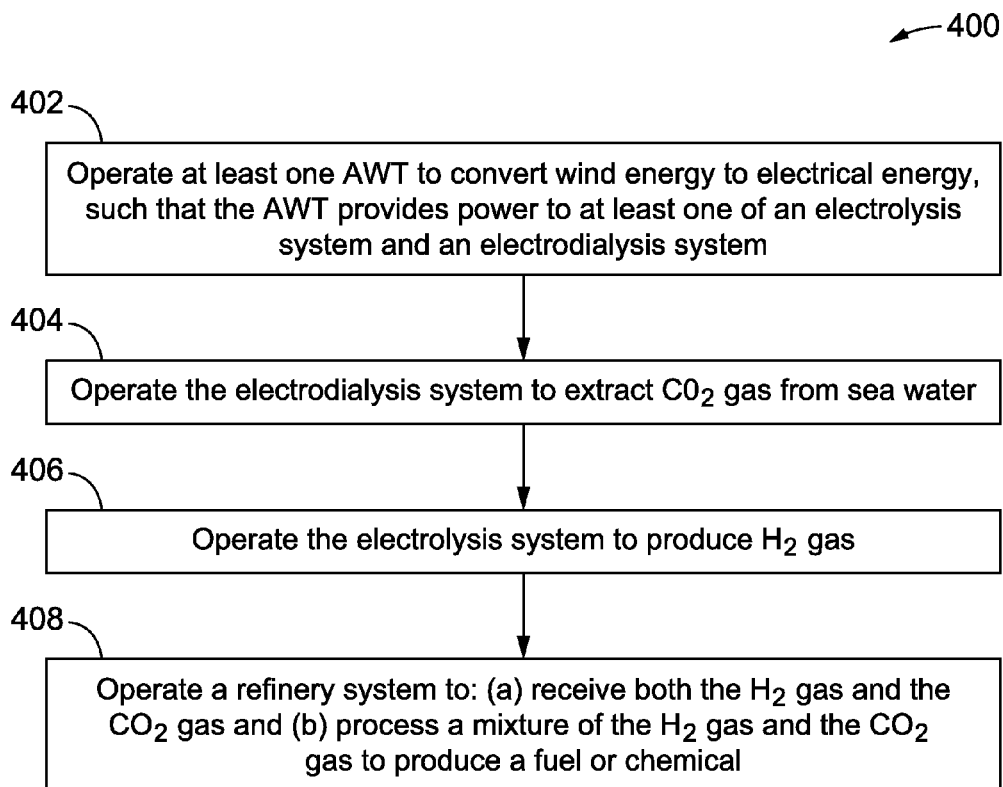 400
402
Operate at least one AWT to convert wind energy to electrical energy,
such that the AWT provides power to at least one of an electrolysis
system and an electrodialysis system
404
Operate the electrodialysis system to extract C0₂ gas from sea water
406
Operate the electrolysis system to produce H₂ gas
408
Operate a refinery system to: (a) receive both the H₂ gas and the
CO₂ gas and (b) process a mixture of the H₂ gas and the CO₂
gas to produce a fuel or chemical